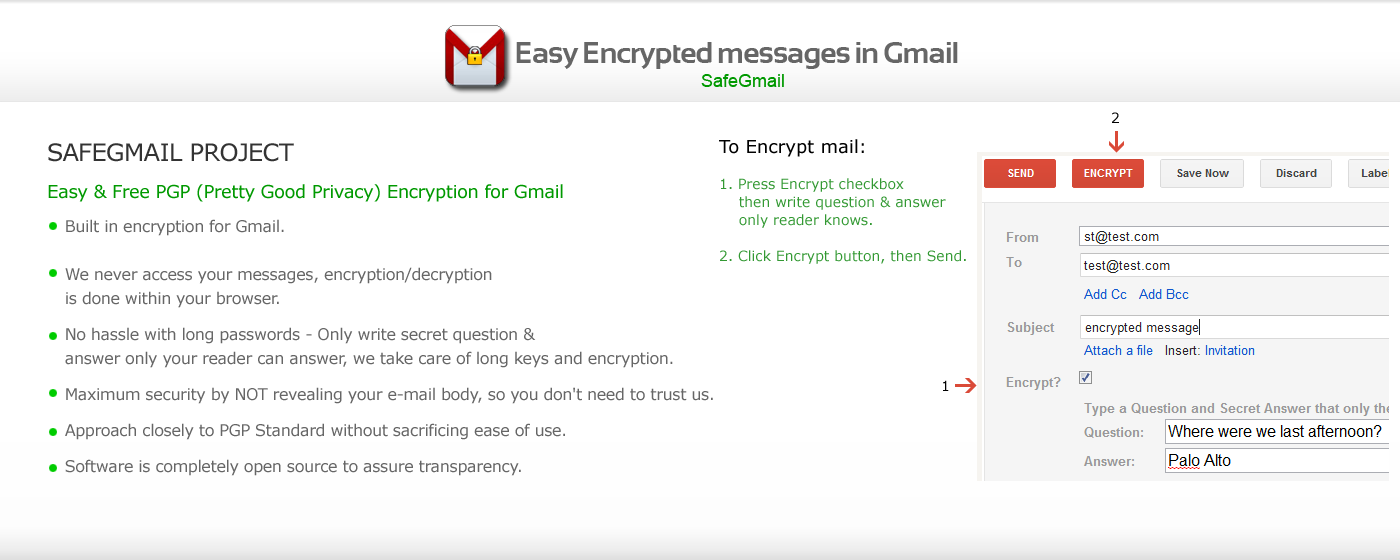 Easy Encrypted messages in Gmail
SafeGmail
SAFEGMAIL PROJECT
Easy & Free PGP (Pretty Good Privacy) Encryption for Gmail
Built in encryption for Gmail.
We never access your messages, encryption/decryption
is done within your browser.
No hassle with long passwords - Only write secret question &
answer only your reader can answer, we take care of long keys and encryption.
Maximum security by NOT revealing your e-mail body, so you don't need to trust us.
Approach closely to PGP Standard without sacrificing ease of use.
Software is completely open source to assure transparency.
To Encrypt mail:
1. Press Encrypt checkbox
then write question & answer
only reader knows.
2. Click Encrypt button, then Send.
2
SEND ENCRYPT Save Now Discard Labe
From st@test.com
To test@test.com
Add Cc Add Bcc
Subject encrypted message
Attach a file Insert: Invitation
1
Encrypt?
Type a Question and Secret Answer that only the
Question: Where were we last afternoon?
Answer: Palo Alto